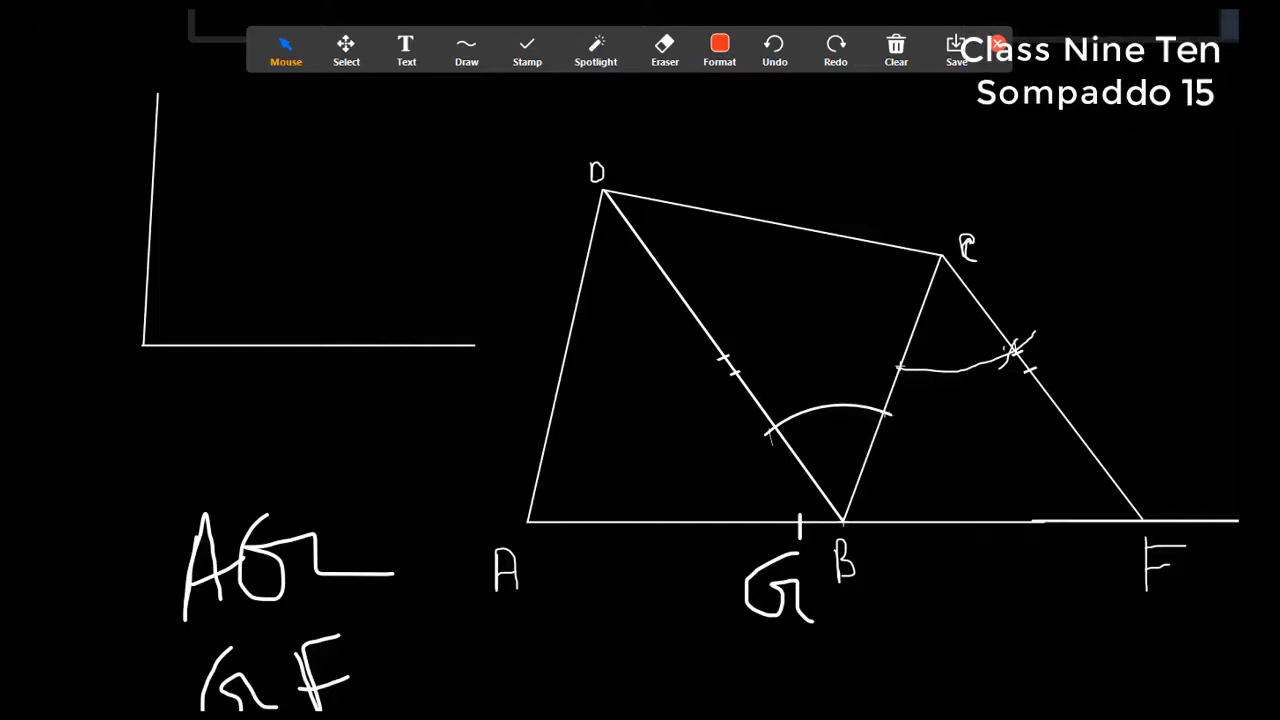 Mouse Select Text Draw Stamp Spotlight Eraser Format Undo Redo Clear Save
Class Nine Ten
Sompaddo 15
D
C
A
G
B
F
AG
GF